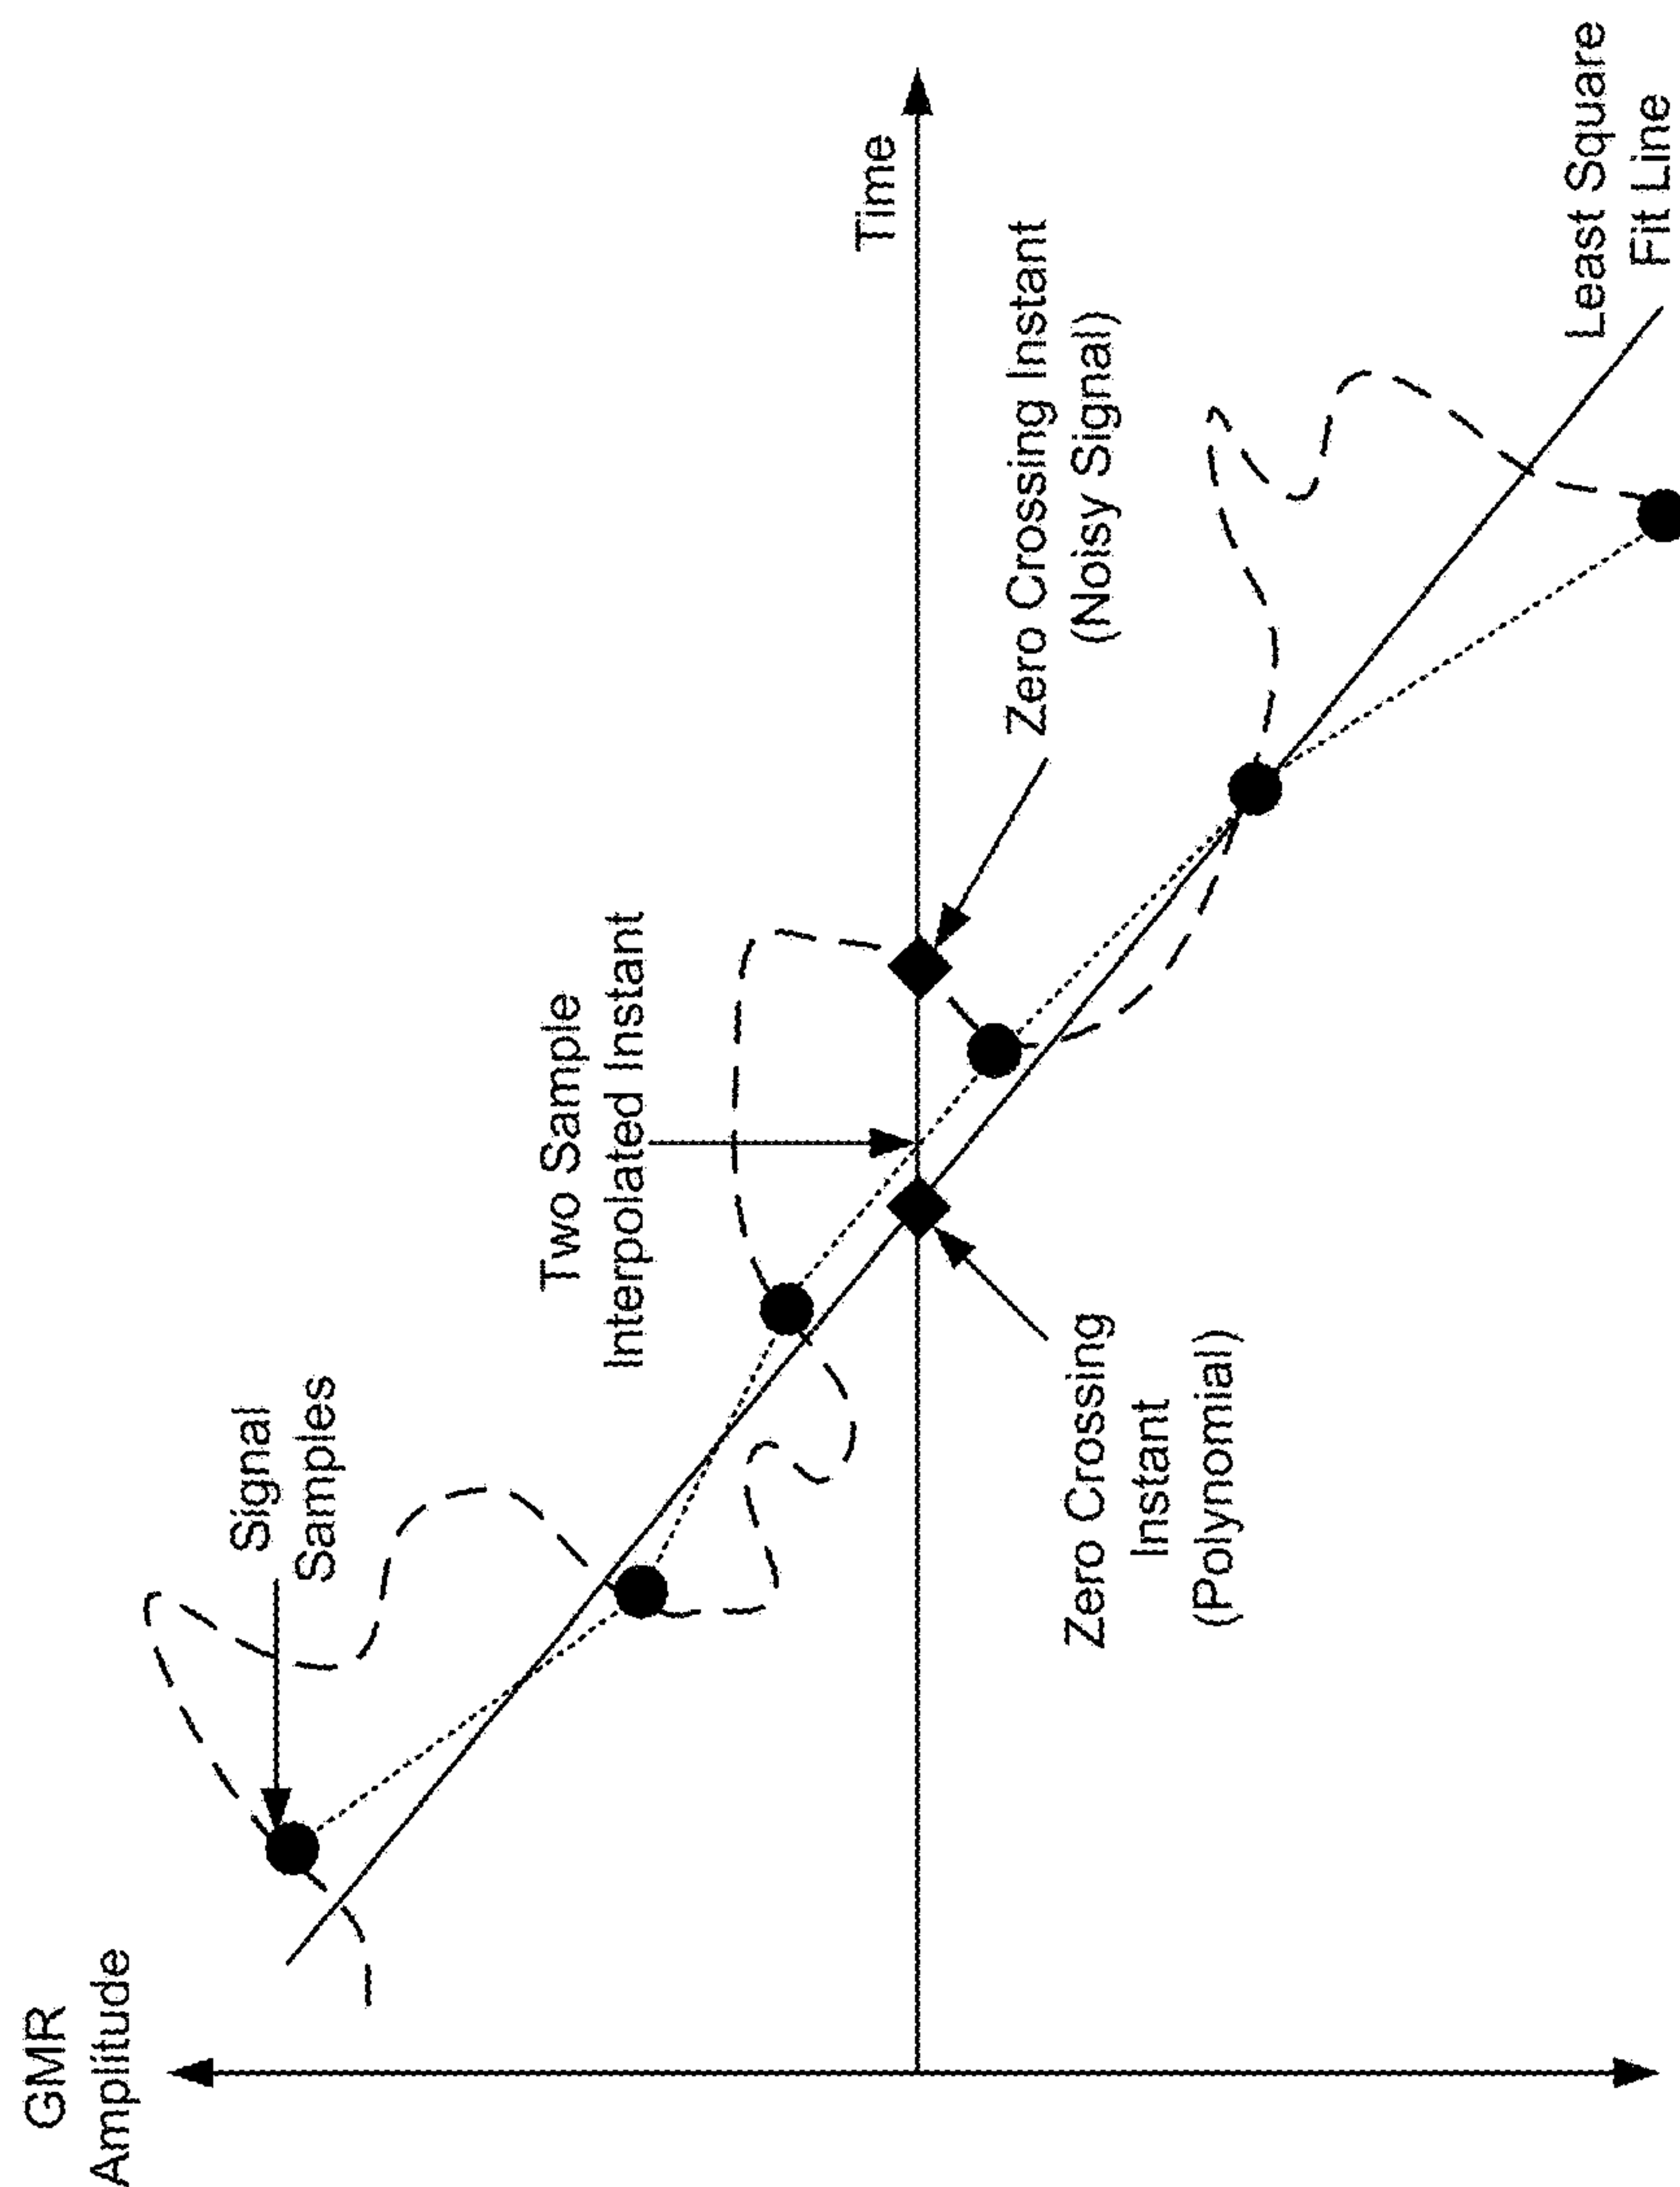 GMR
Amplitude
Signal
Samples
Two Sample
Interpolated Instant
Time
Zero Crossing
Instant
(Polynomial)
Zero Crossing Instant
(Noisy Signal)
Least Square
Fit Line